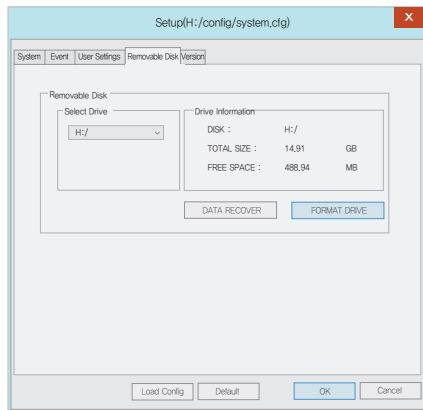 Setup(H:/config/system,cfg)
X
System Event User Settings Removable Disk Version
Removable Disk
Select Drive
H:/
Drive Information
DISK : H:/
TOTAL SIZE : 14,91 GB
FREE SPACE : 488,94 MB
DATA RECOVER FORMAT DRIVE
Load Config Default OK Cancel